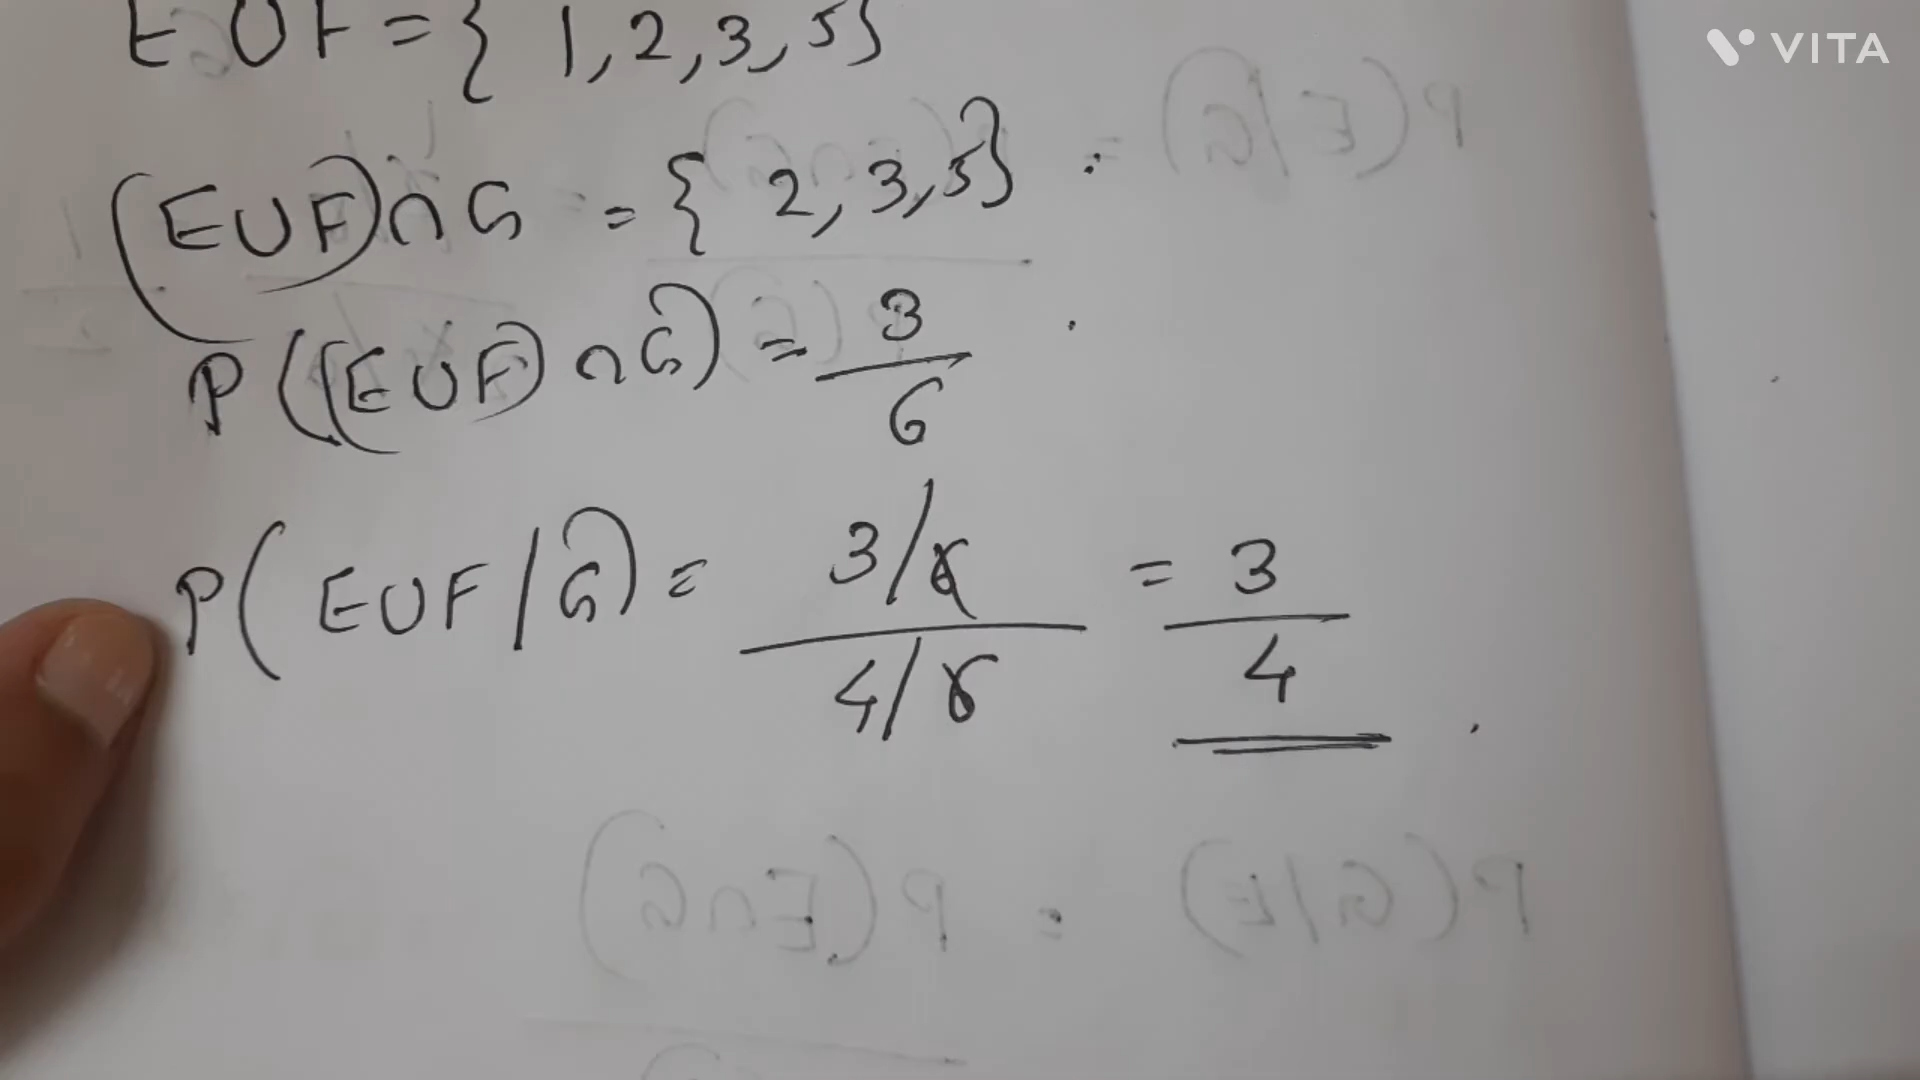 VITA
E U F = { 1, 2, 3, 5}
(E U F) ∩ G = { 2, 3, 5}
P((E U F) ∩ G) = 3/6
P( E U F / G) = 3/6 / 4/6 = 3/4
P(E/G) =
P(G/E) = P(E∩G)